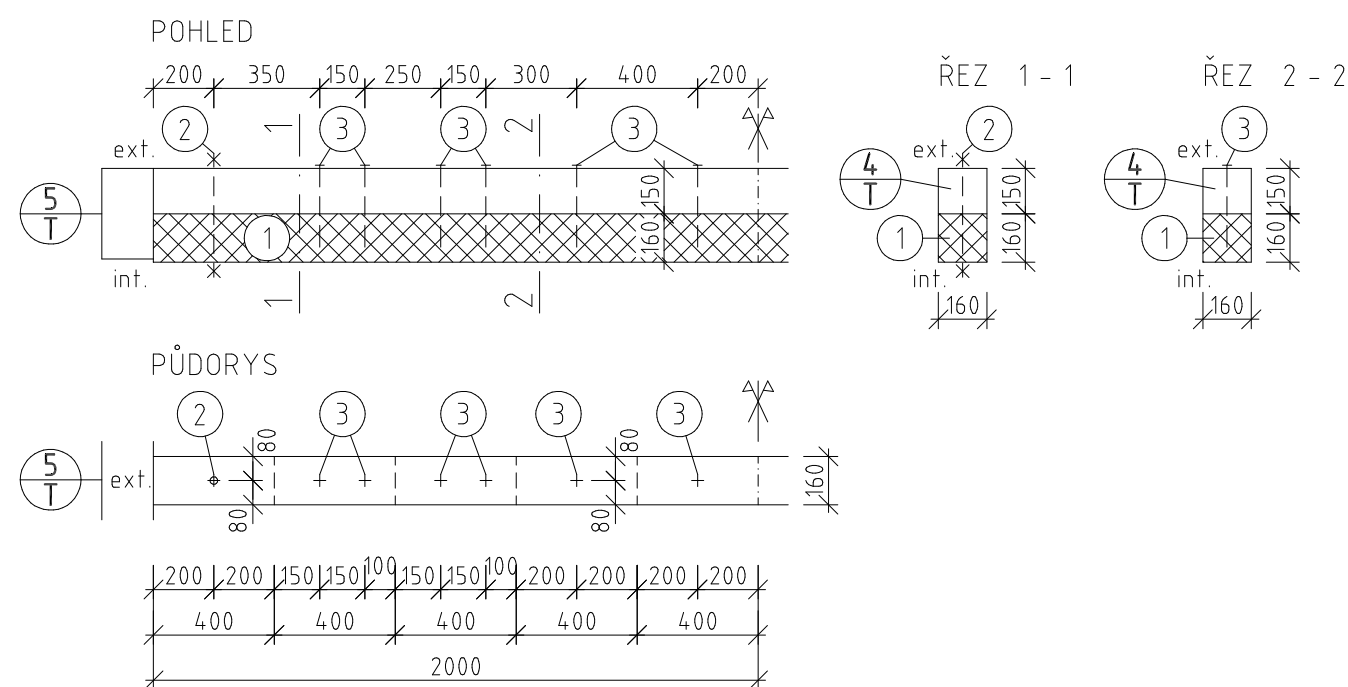 POHLED
200 350 150 250 150 300 400 200
ŘEZ 1 - 1
ŘEZ 2 - 2
2 1 3 3 2 3
2
3
ext.
ext.
ext.
4
T
4
T
5
T
150
150
150
1
160
1
160
1
160
int.
int.
int.
1 2
160
160
PŮDORYS
2 3 3 3 3
80 80
5
T
ext.
160
80 80
200 200 150 150 100 150 150 100 200 200 200 200
400 400 400 400 400
2000